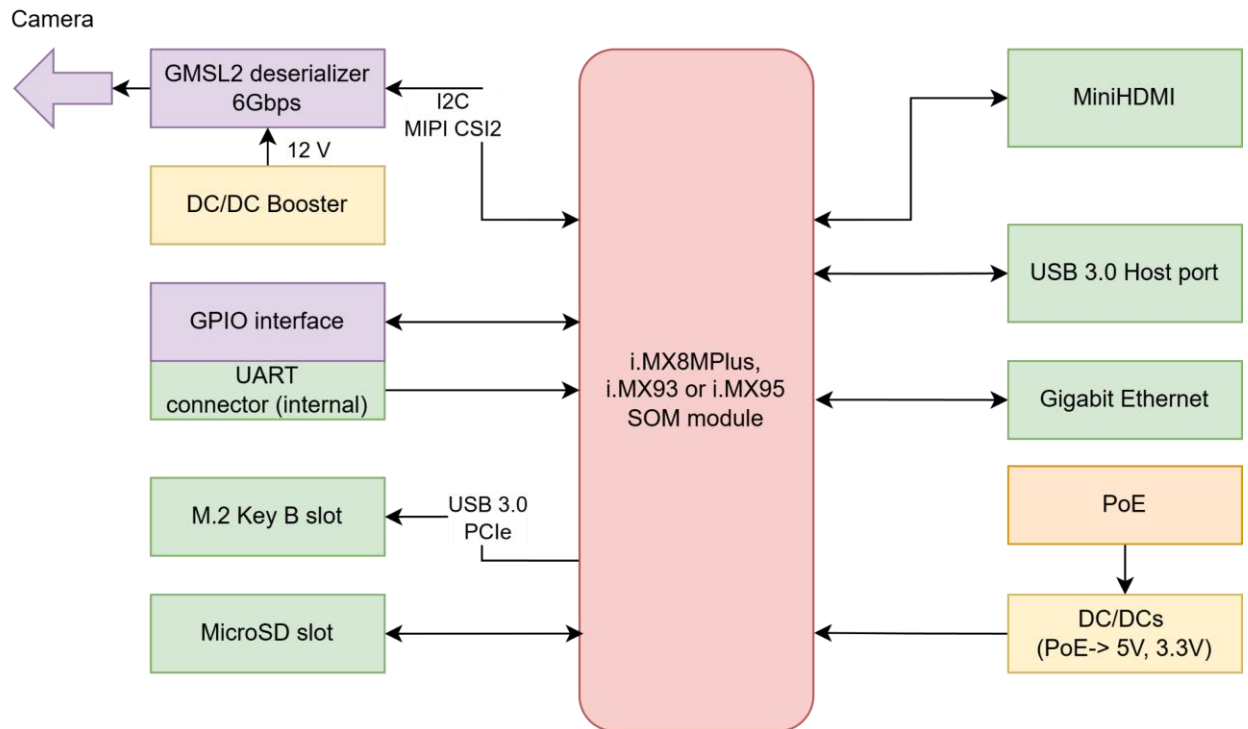 Camera
GMSL2 deserializer
6Gbps
I2C
MIPI CSI2
12 V
DC/DC Booster
GPIO interface
UART
connector (internal)
M.2 Key B slot
USB 3.0
PCIe
MicroSD slot
i.MX8MPlus,
i.MX93 or i.MX95
SOM module
MiniHDMI
USB 3.0 Host port
Gigabit Ethernet
PoE
DC/DCs
(PoE-> 5V, 3.3V)